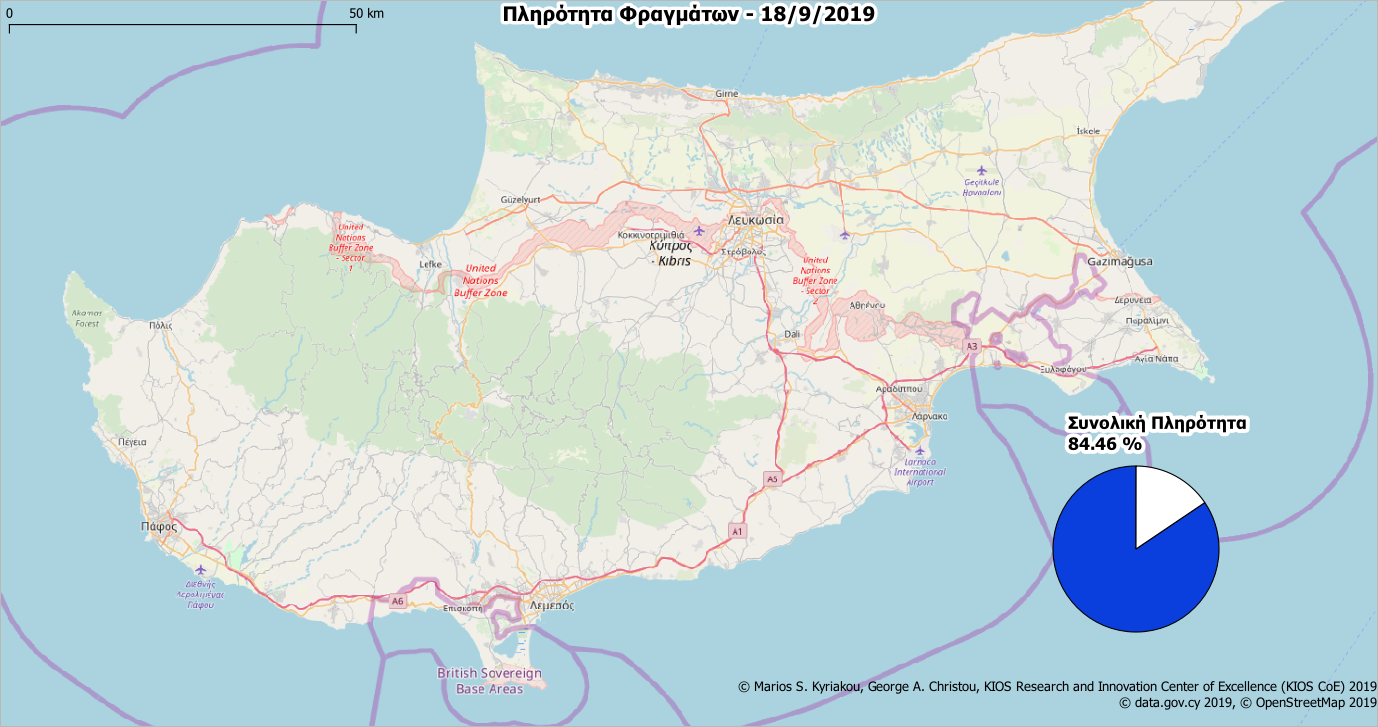 0
50 km
Πληρότητα Φραγμάτων - 18/9/2019
Girne
İskele
Geçitkale
Havaalanı
Güzelyurt
Λευκωσία
Κοκκινοτριμιθιά
Κύπρος
- Kıbrıs
Στρόβολος
United
Nations
Buffer Zone
- Sector
1
Lefke
United
Nations
Buffer Zone
United
Nations
Buffer Zone
- Sector
2
Gazimağusa
Αθηένου
Δερύνεια
Παραλίμνι
Akamas
Forest
Πόλις
Dali
A3
Αγία Νάπα
Ξυλοφάγου
Αραδίππου
Λάρνακα
Συνολική Πληρότητα
84.46 %
Πέγεια
Larnaca
International
Airport
A5
Πάφος
A1
Διεθνής
Αερολιμένας
Πάφου
A6
Επισκοπή
Λεμεσός
British Sovereign
Base Areas
© Marios S. Kyriakou, George A. Christou, KIOS Research and Innovation Center of Excellence (KIOS CoE) 2019
© data.gov.cy 2019, © OpenStreetMap 2019